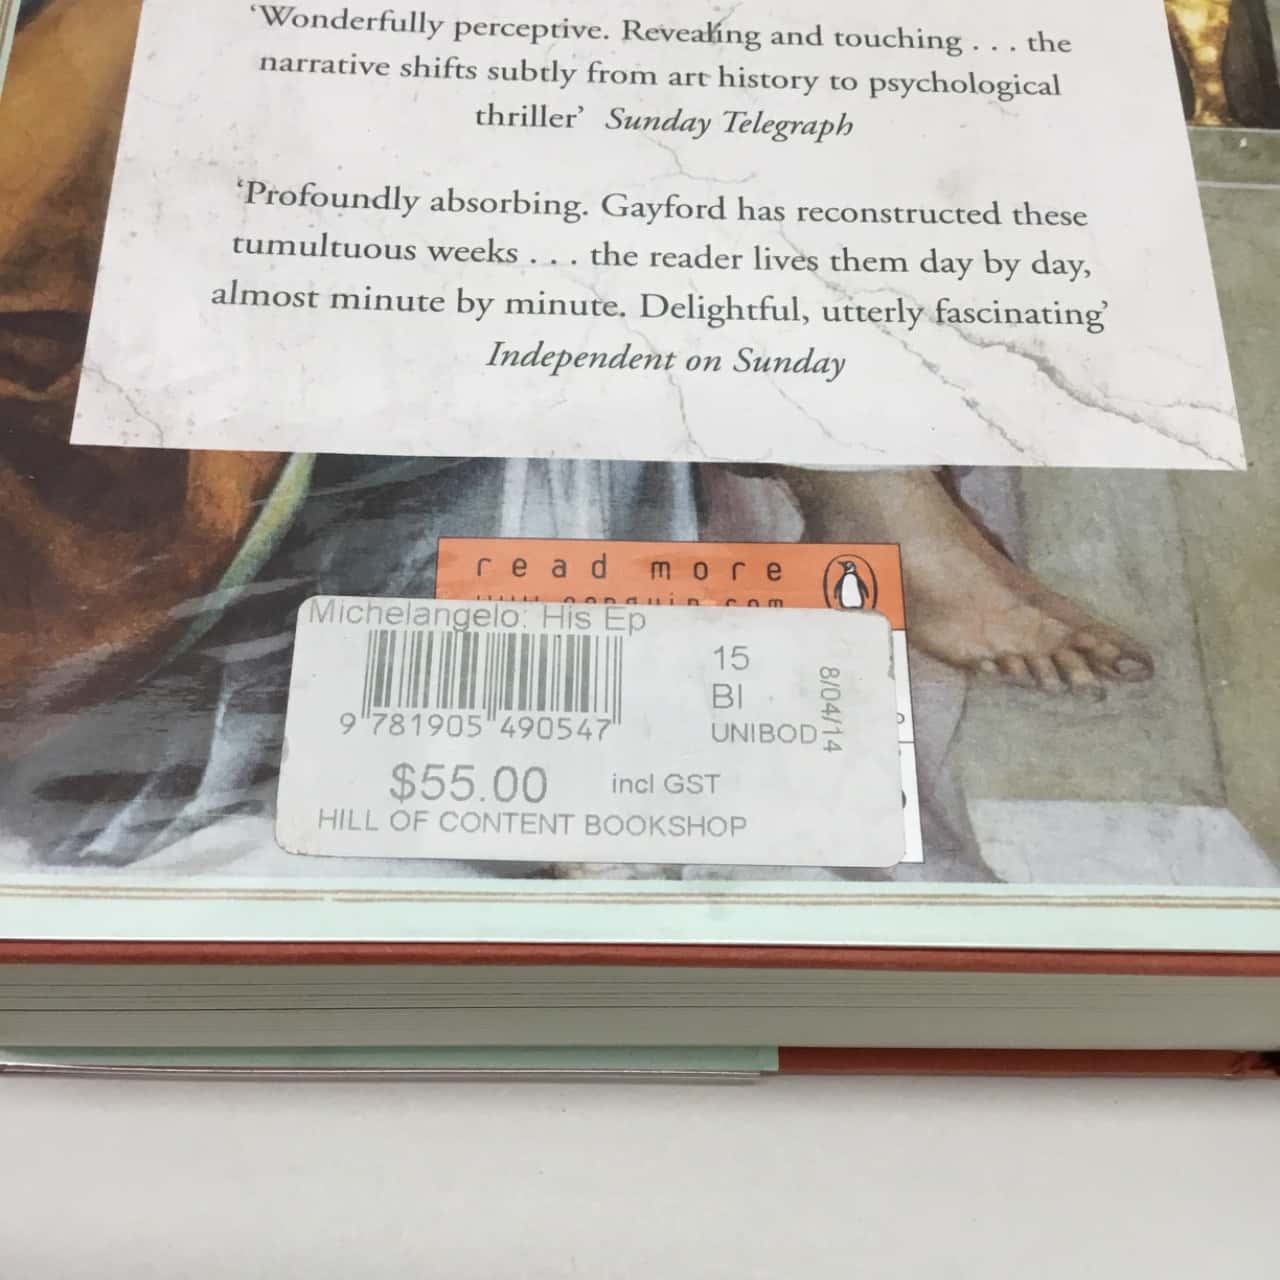 ‘Wonderfully perceptive. Revealing and touching . . . the
narrative shifts subtly from art history to psychological
thriller’ Sunday Telegraph
‘Profoundly absorbing. Gayford has reconstructed these
tumultuous weeks . . . the reader lives them day by day,
almost minute by minute. Delightful, utterly fascinating’
Independent on Sunday
read more
www.penguin.com
Michelangelo: His Ep
15
BI
UNIBOD
8/04/14
9 781905 490547
$55.00 incl GST
HILL OF CONTENT BOOKSHOP